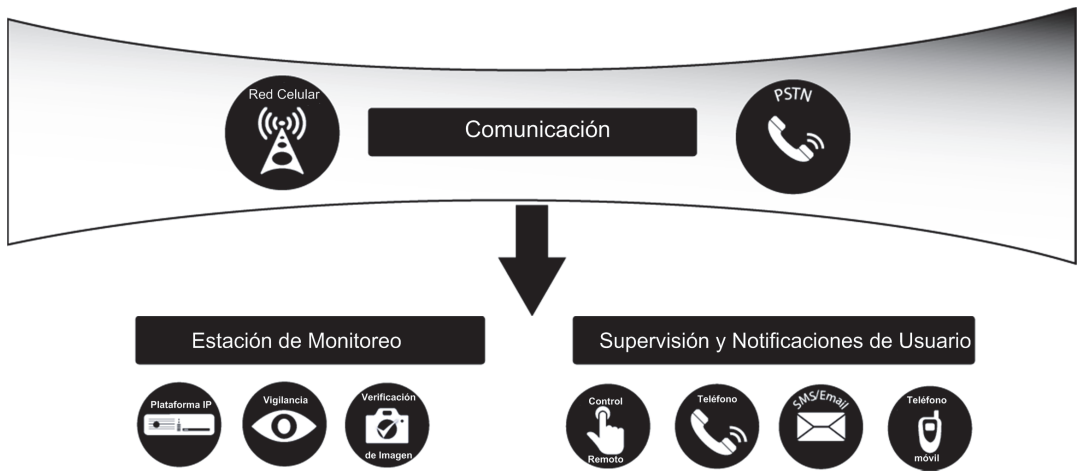 Red Celular
Comunicación
PSTN
Estación de Monitoreo
Supervisión y Notificaciones de Usuario
Plataforma IP
Vigilancia
Verificación
de Imagen
Control
Remoto
Teléfono
SMS/Email
Teléfono
móvil